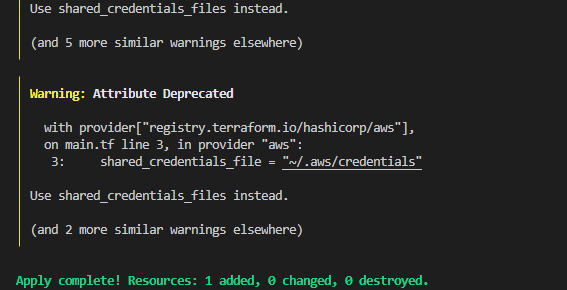 Use shared_credentials_files instead.
(and 5 more similar warnings elsewhere)
Warning: Attribute Deprecated
with provider["registry.terraform.io/hashicorp/aws"],
on main.tf line 3, in provider "aws":
3: shared_credentials_file = "~/.aws/credentials"
Use shared_credentials_files instead.
(and 2 more similar warnings elsewhere)
Apply complete! Resources: 1 added, 0 changed, 0 destroyed.